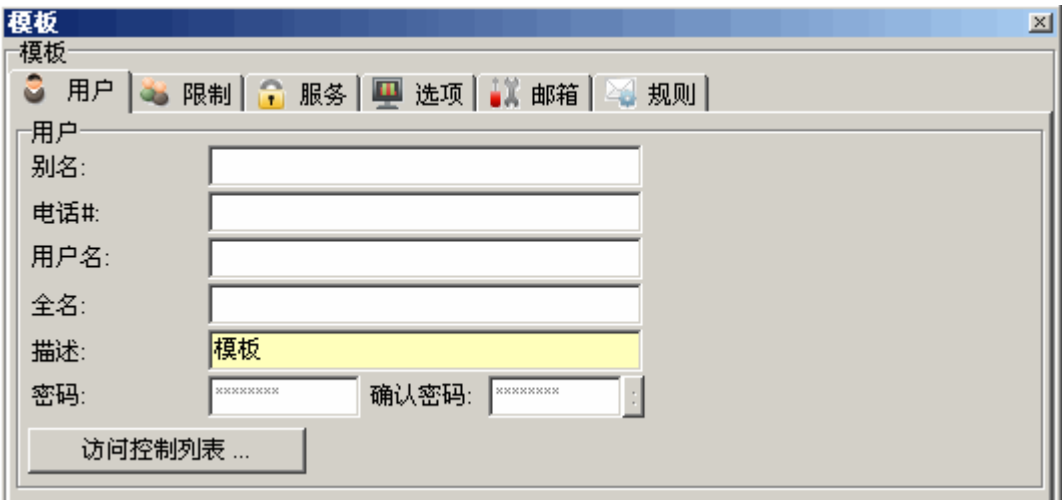 模板
模板
用户 限制 服务 选项 邮箱 规则
用户
别名:
电话#:
用户名:
全名:
描述: 模板
密码: ******** 确认密码: ******** :
访问控制列表 ...